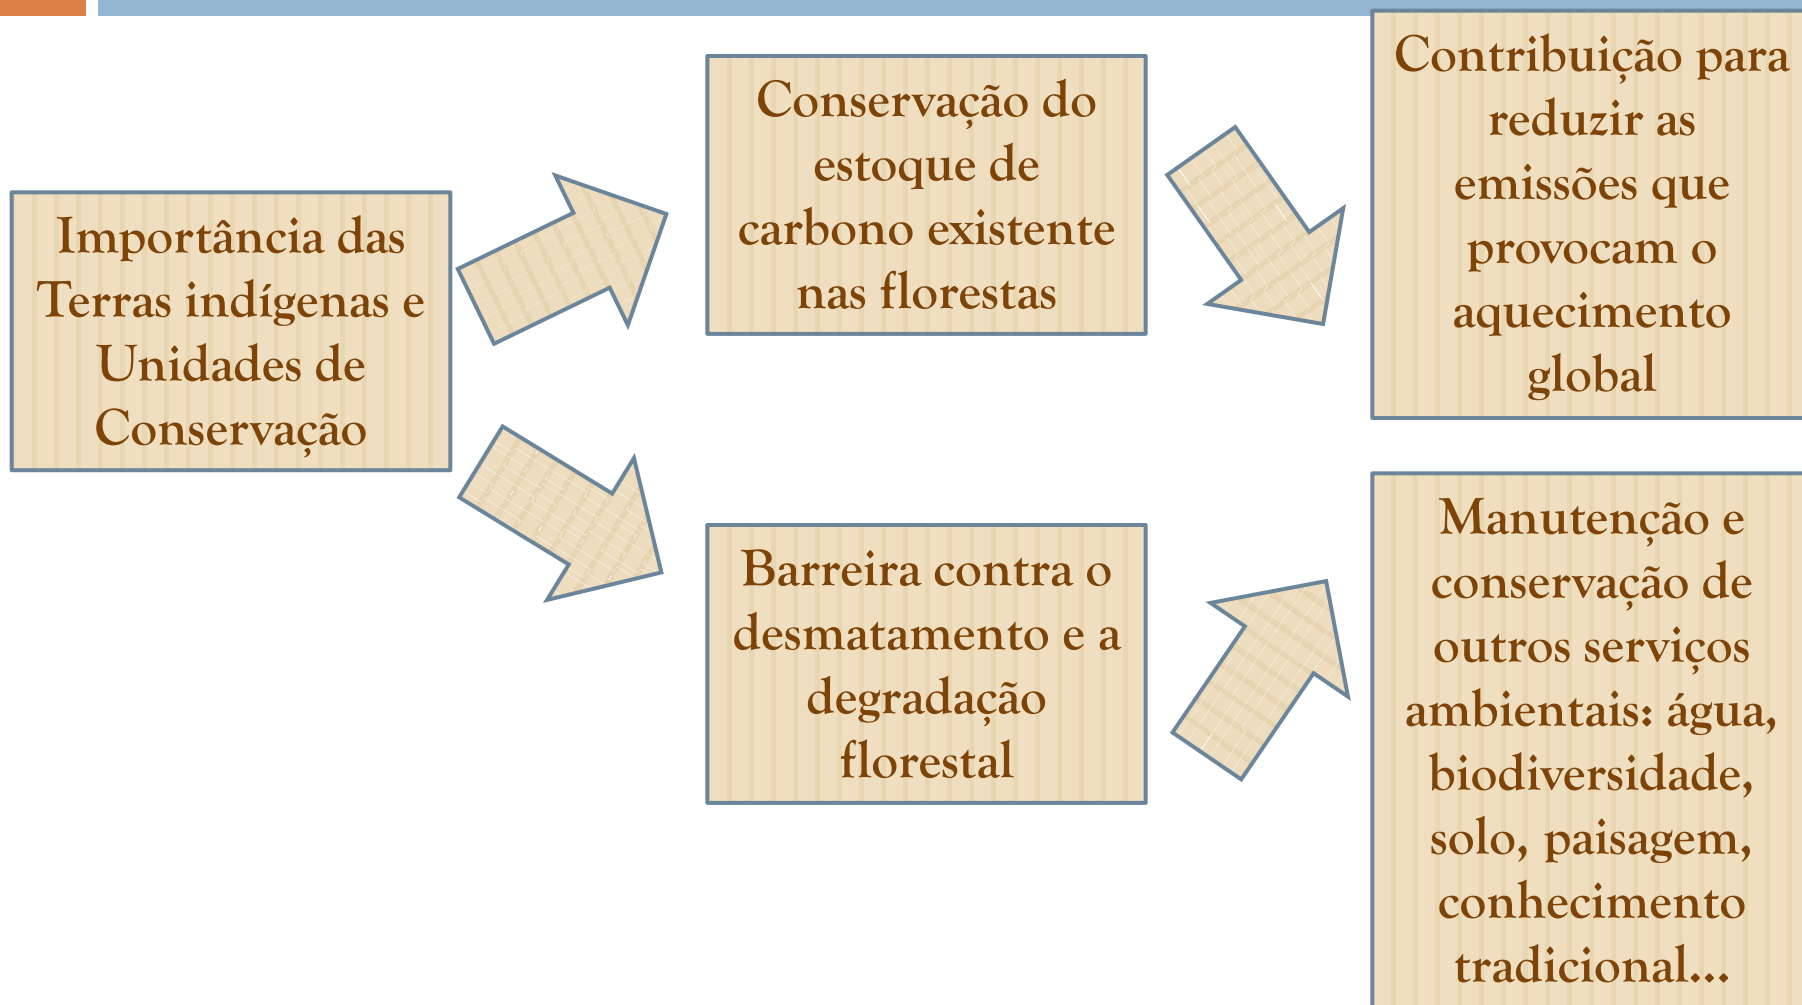 Importância das
Terras indígenas e
Unidades de
Conservação
Conservação do
estoque de
carbono existente
nas florestas
Barreira contra o
desmatamento e a
degradação
florestal
Contribuição para
reduzir as
emissões que
provocam o
aquecimento
global
Manutenção e
conservação de
outros serviços
ambientais: água,
biodiversidade,
solo, paisagem,
conhecimento
tradicional...